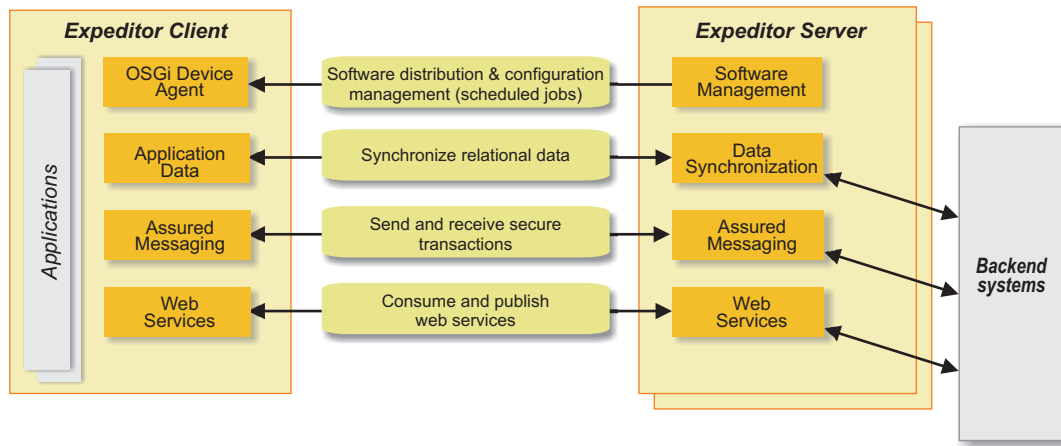 Expeditor Client
Expeditor Server
OSGi Device
Agent
Software distribution & configuration
management (scheduled jobs)
Software
Management
Application
Data
Synchronize relational data
Data
Synchronization
Assured
Messaging
Send and receive secure
transactions
Assured
Messaging
Web
Services
Consume and publish
web services
Web
Services
Applications
Backend
systems